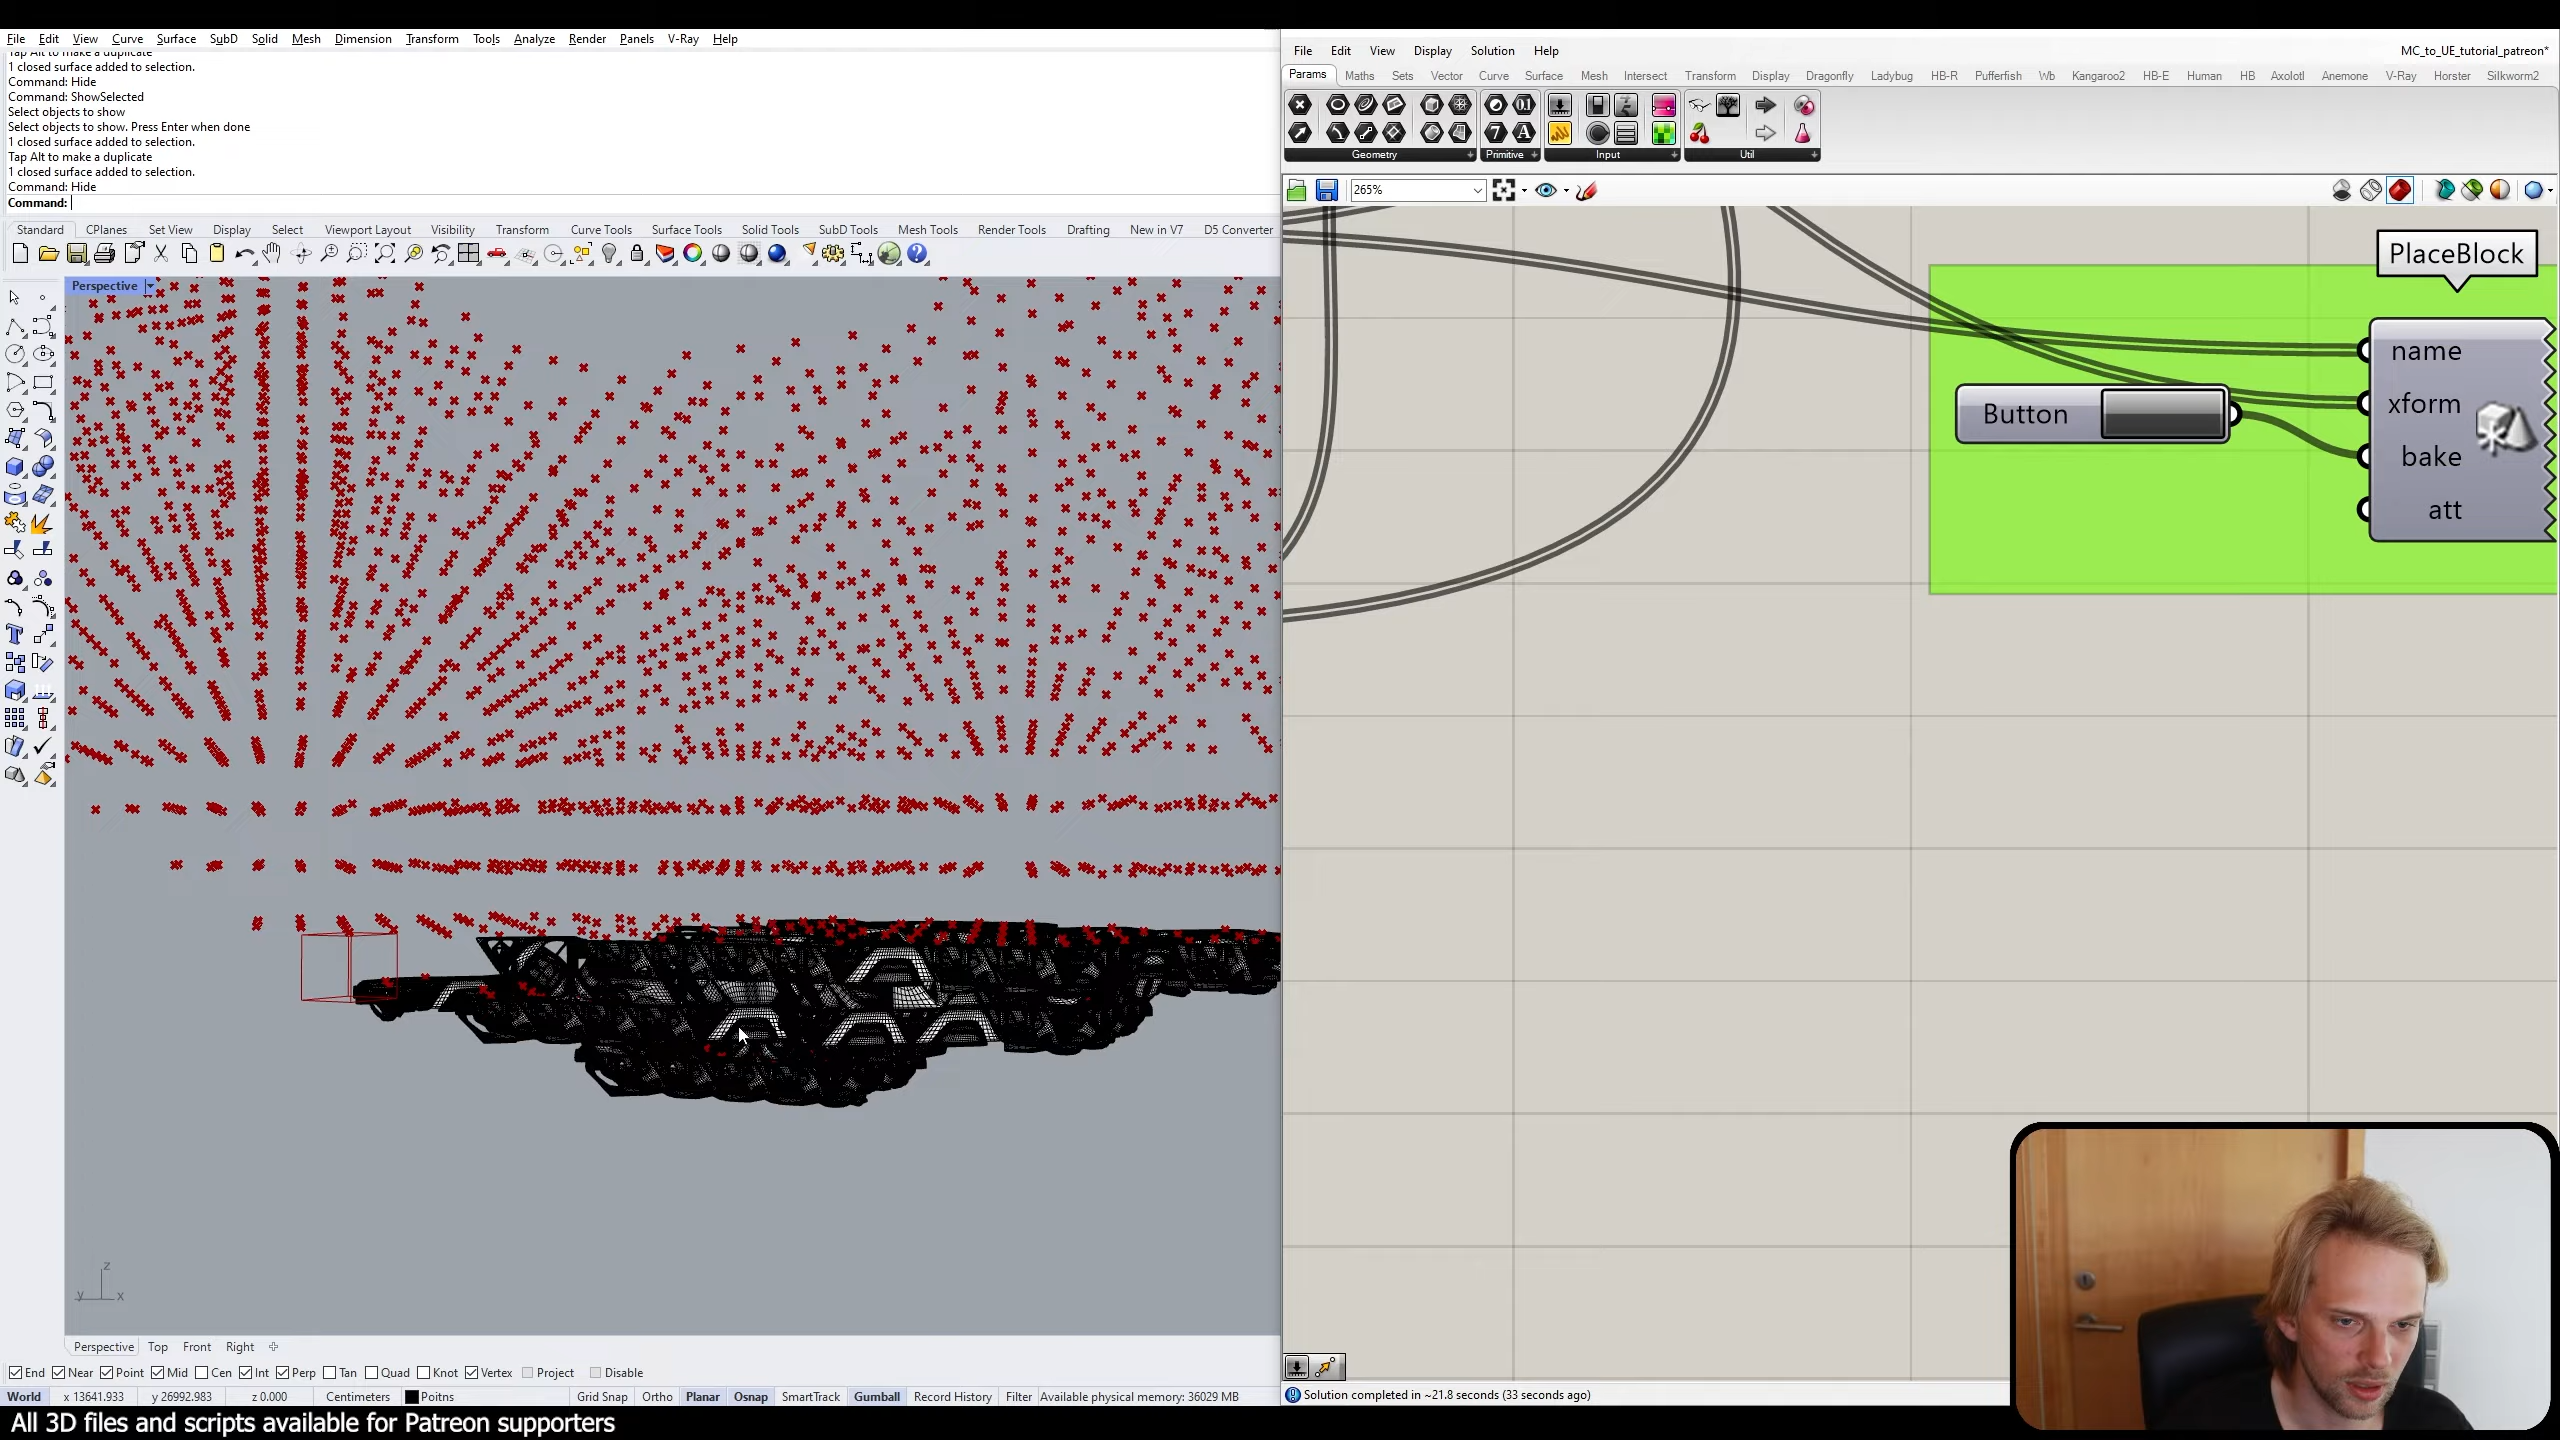 File Edit View Curve Surface SubD Solid Mesh Dimension Transform Tools Analyze Render Panels V-Ray Help
Tap Alt to make a duplicate
1 closed surface added to selection.
Command: Hide
Command: ShowSelected
Select objects to show
Select objects to show. Press Enter when done
1 closed surface added to selection.
Tap Alt to make a duplicate
1 closed surface added to selection.
Command: Hide
Command:
Standard CPlanes Set View Display Select Viewport Layout Visibility Transform Curve Tools Surface Tools Solid Tools SubD Tools Mesh Tools Render Tools Drafting New in V7 D5 Converter
Perspective
z
y x
Perspective Top Front Right
End Near Point Mid Cen Int Perp Tan Quad Knot Vertex Project Disable
World x 13641.933 y 26992.983 z 0.000 Centimeters Poitns Grid Snap Ortho Planar Osnap SmartTrack Gumball Record History Filter Available physical memory: 36029 MB
File Edit View Display Solution Help MC_to_UE_tutorial_patreon*
Params Maths Sets Vector Curve Surface Mesh Intersect Transform Display Dragonfly Ladybug HB-R Pufferfish Wb Kangaroo2 HB-E Human HB Axolotl Anemone V-Ray Horster Silkworm2
Geometry Primitive Input Util
265%
PlaceBlock
name
Button
xform
bake
att
Solution completed in ~21.8 seconds (33 seconds ago)
All 3D files and scripts available for Patreon supporters